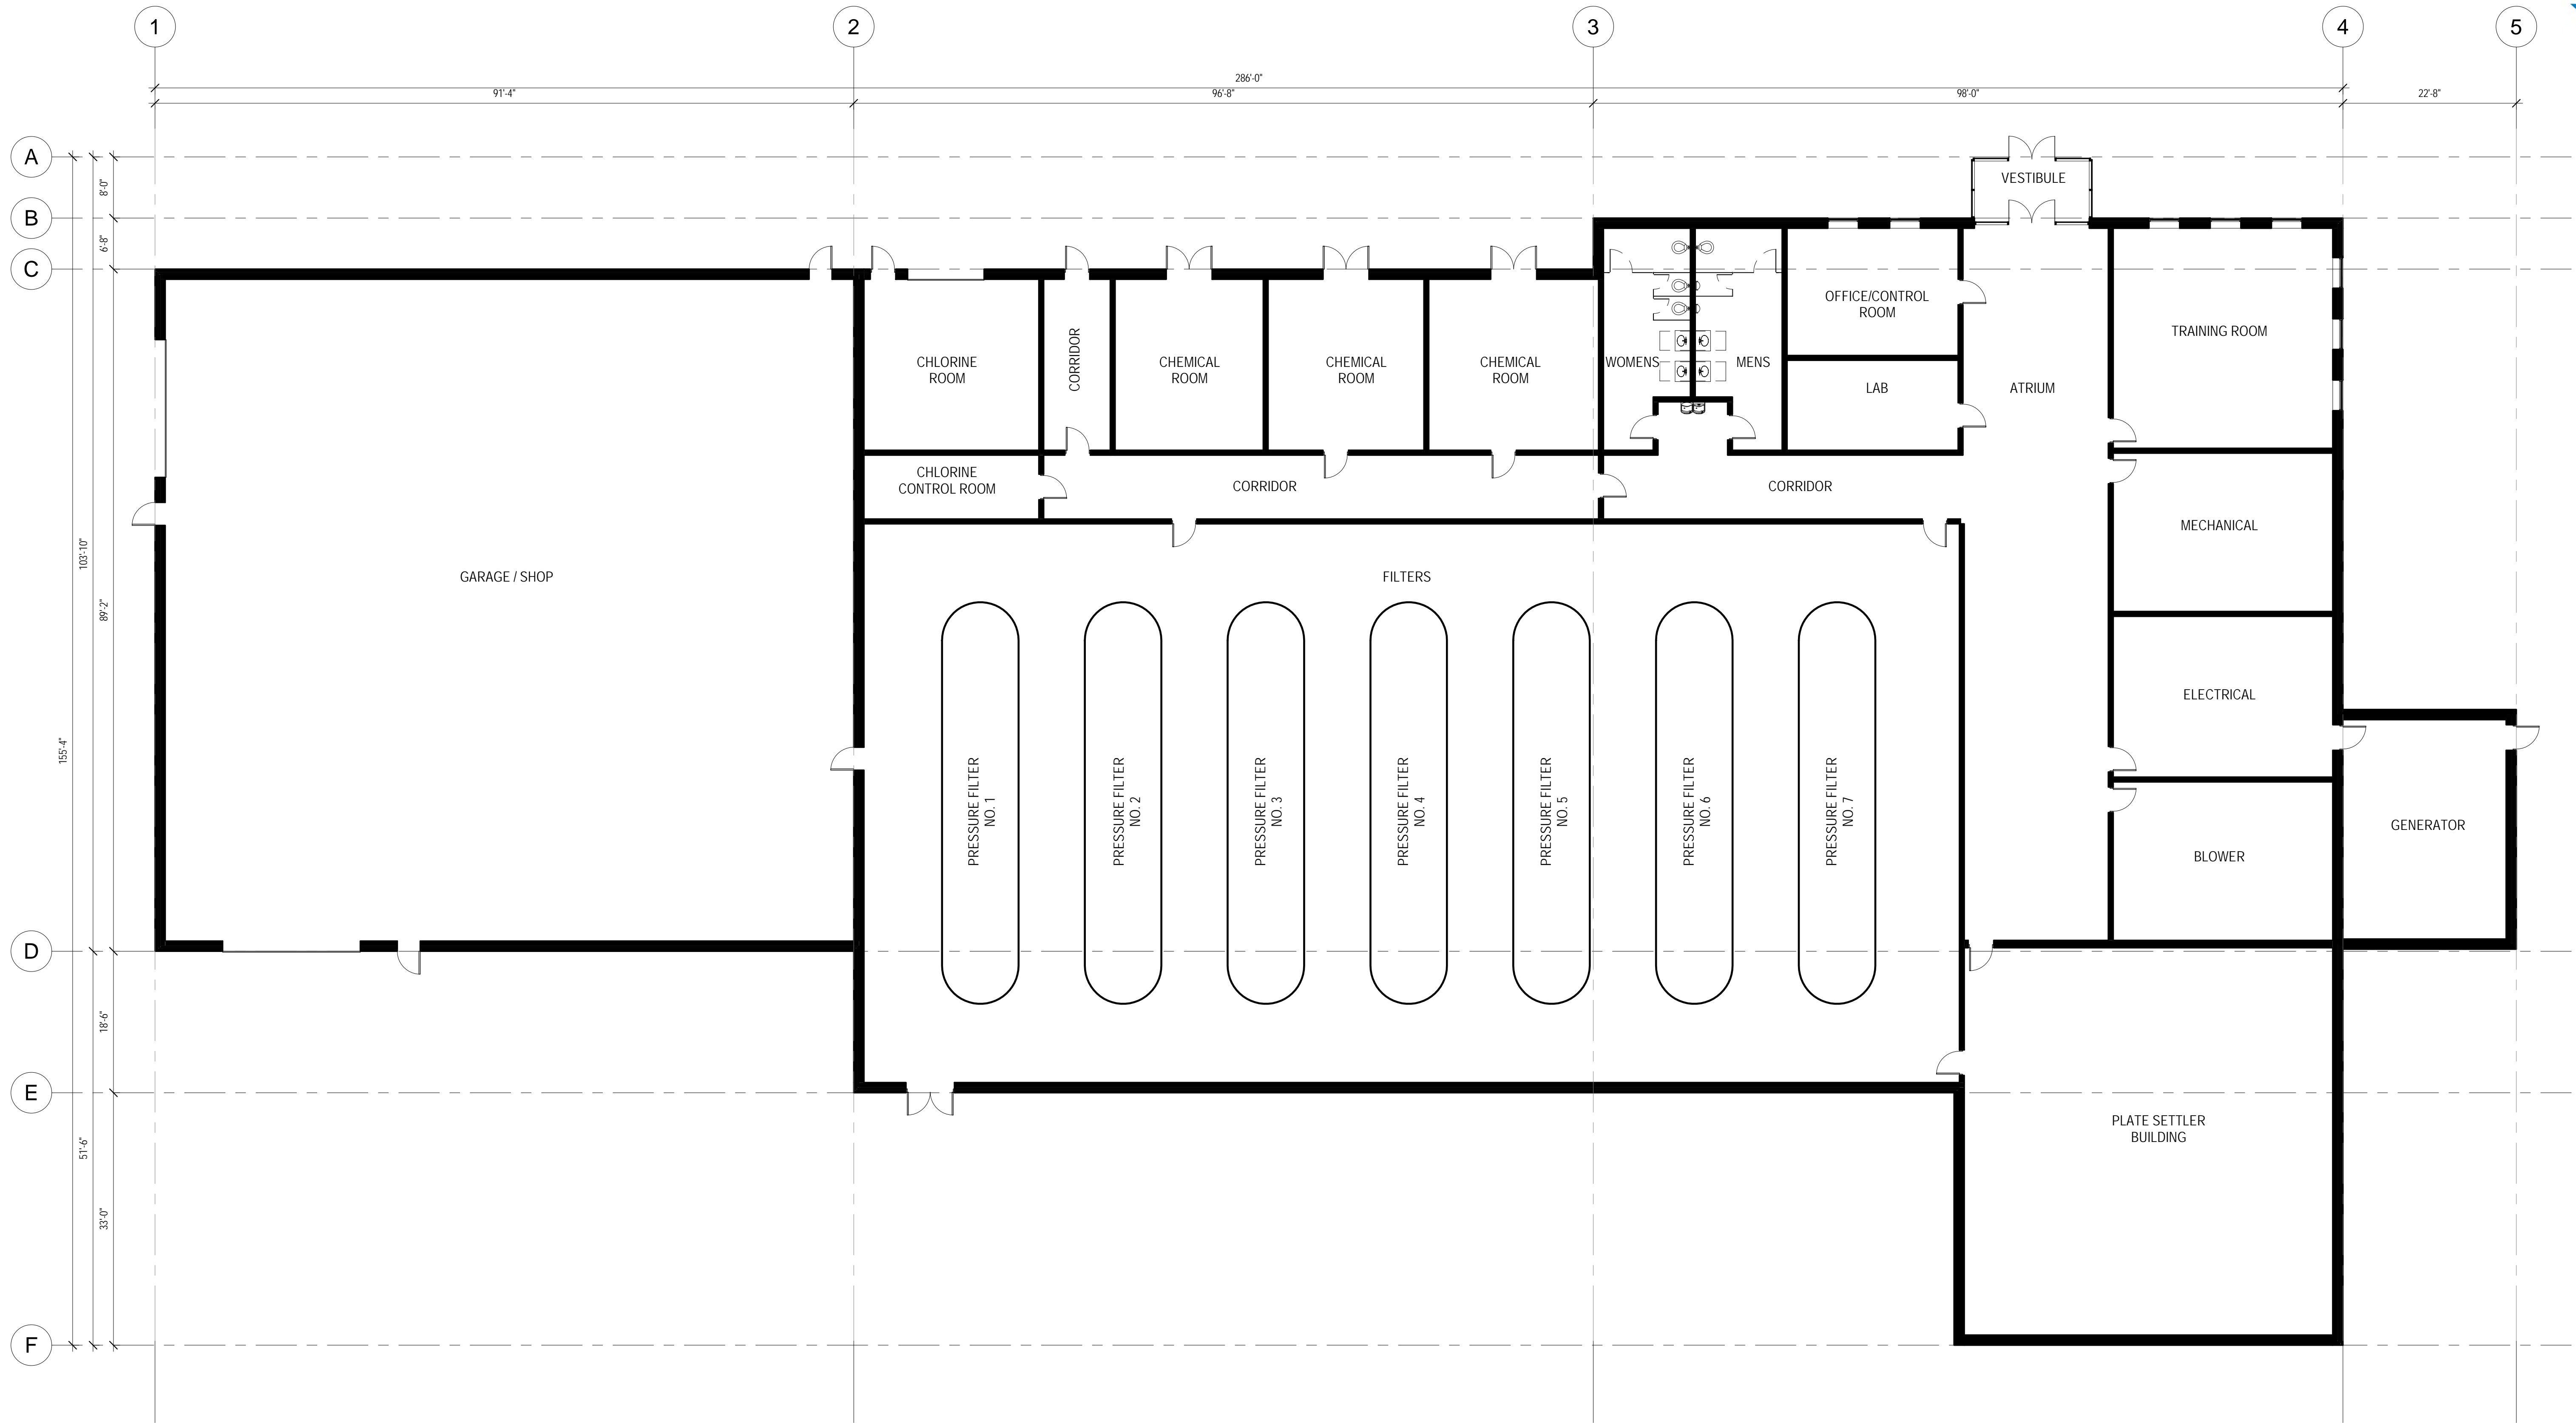 1
2
3
4
5
286'-0"
91'-4"
96'-8"
98'-0"
22'-8"
A
B
C
D
E
F
8'-0"
6'-8"
103'-10"
89'-2"
155'-4"
18'-6"
51'-6"
33'-0"
VESTIBULE
OFFICE/CONTROL
ROOM
TRAINING ROOM
CHLORINE
ROOM
CORRIDOR
CHEMICAL
ROOM
CHEMICAL
ROOM
CHEMICAL
ROOM
WOMENS
MENS
LAB
ATRIUM
CHLORINE
CONTROL ROOM
CORRIDOR
CORRIDOR
MECHANICAL
GARAGE / SHOP
FILTERS
ELECTRICAL
PRESSURE FILTER
NO. 1
PRESSURE FILTER
NO. 2
PRESSURE FILTER
NO. 3
PRESSURE FILTER
NO. 4
PRESSURE FILTER
NO. 5
PRESSURE FILTER
NO. 6
PRESSURE FILTER
NO. 7
GENERATOR
BLOWER
PLATE SETTLER
BUILDING